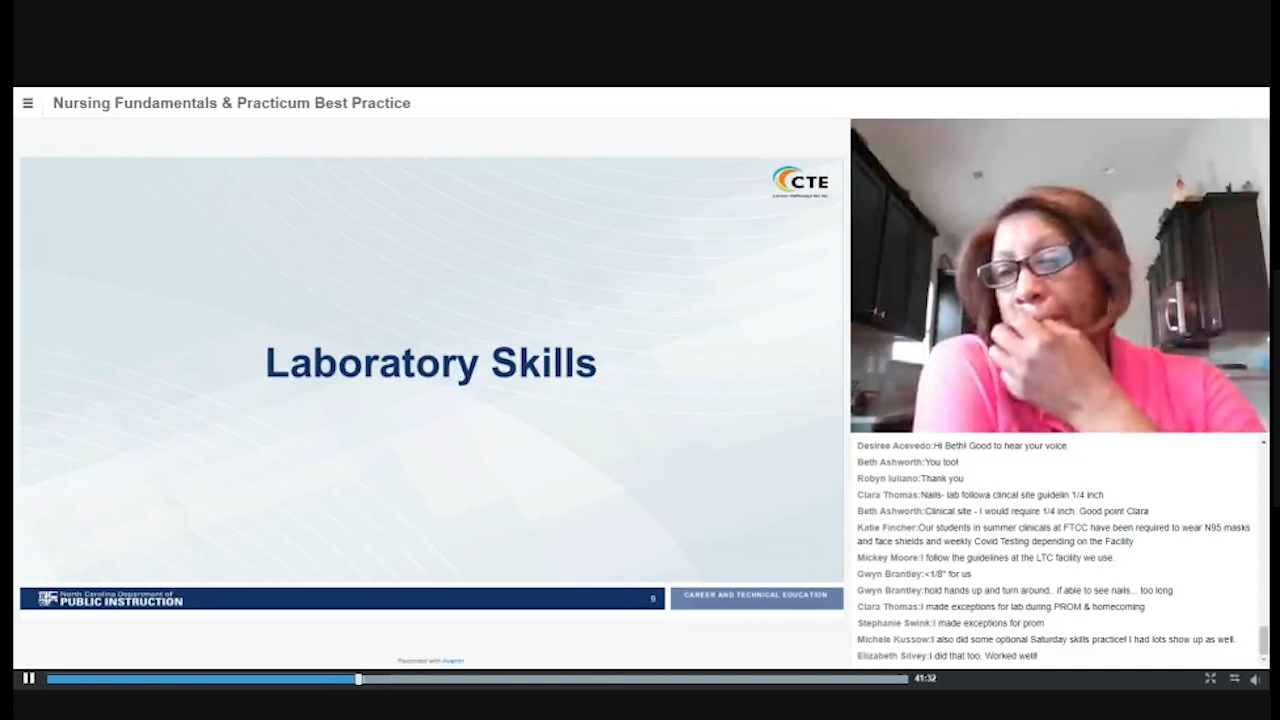 Nursing Fundamentals & Practicum Best Practice
CTE
Laboratory Skills
North Carolina Department of
PUBLIC INSTRUCTION
9
CAREER AND TECHNICAL EDUCATION
Recorded with
Desiree Acevedo:Hi Beth! Good to hear your voice
Beth Ashworth:You too!
Robyn Iuliano:Thank you
Clara Thomas:Nails- lab followa clincal site guidelin 1/4 inch
Beth Ashworth:Clinical site - I would require 1/4 inch. Good point Clara
Katie Fincher:Our students in summer clinicals at FTCC have been required to wear N95 masks
and face shields and weekly Covid Testing depending on the Facility
Mickey Moore:I follow the guidelines at the LTC facility we use.
Gwyn Brantley:<1/8" for us
Gwyn Brantley:hold hands up and turn around.. if able to see nails... too long
Clara Thomas:I made exceptions for lab during PROM & homecoming
Stephanie Swink:I made exceptions for prom
Michele Kussow:I also did some optional Saturday skills practice! I had lots show up as well.
Elizabeth Silvey:I did that too. Worked well!
41:32